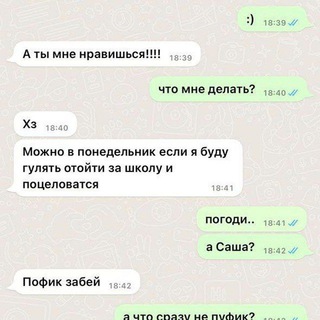 :) 18:39
А ты мне нравишься!!!! 18:39
что мне делать? 18:40
Хз 18:40
Можно в понедельник если я буду
гулять отойти за школу и
поцеловатся 18:41
погоди.. 18:41
а Саша? 18:42
Пофик забей 18:42
а что сразу не пуфик? 18:43